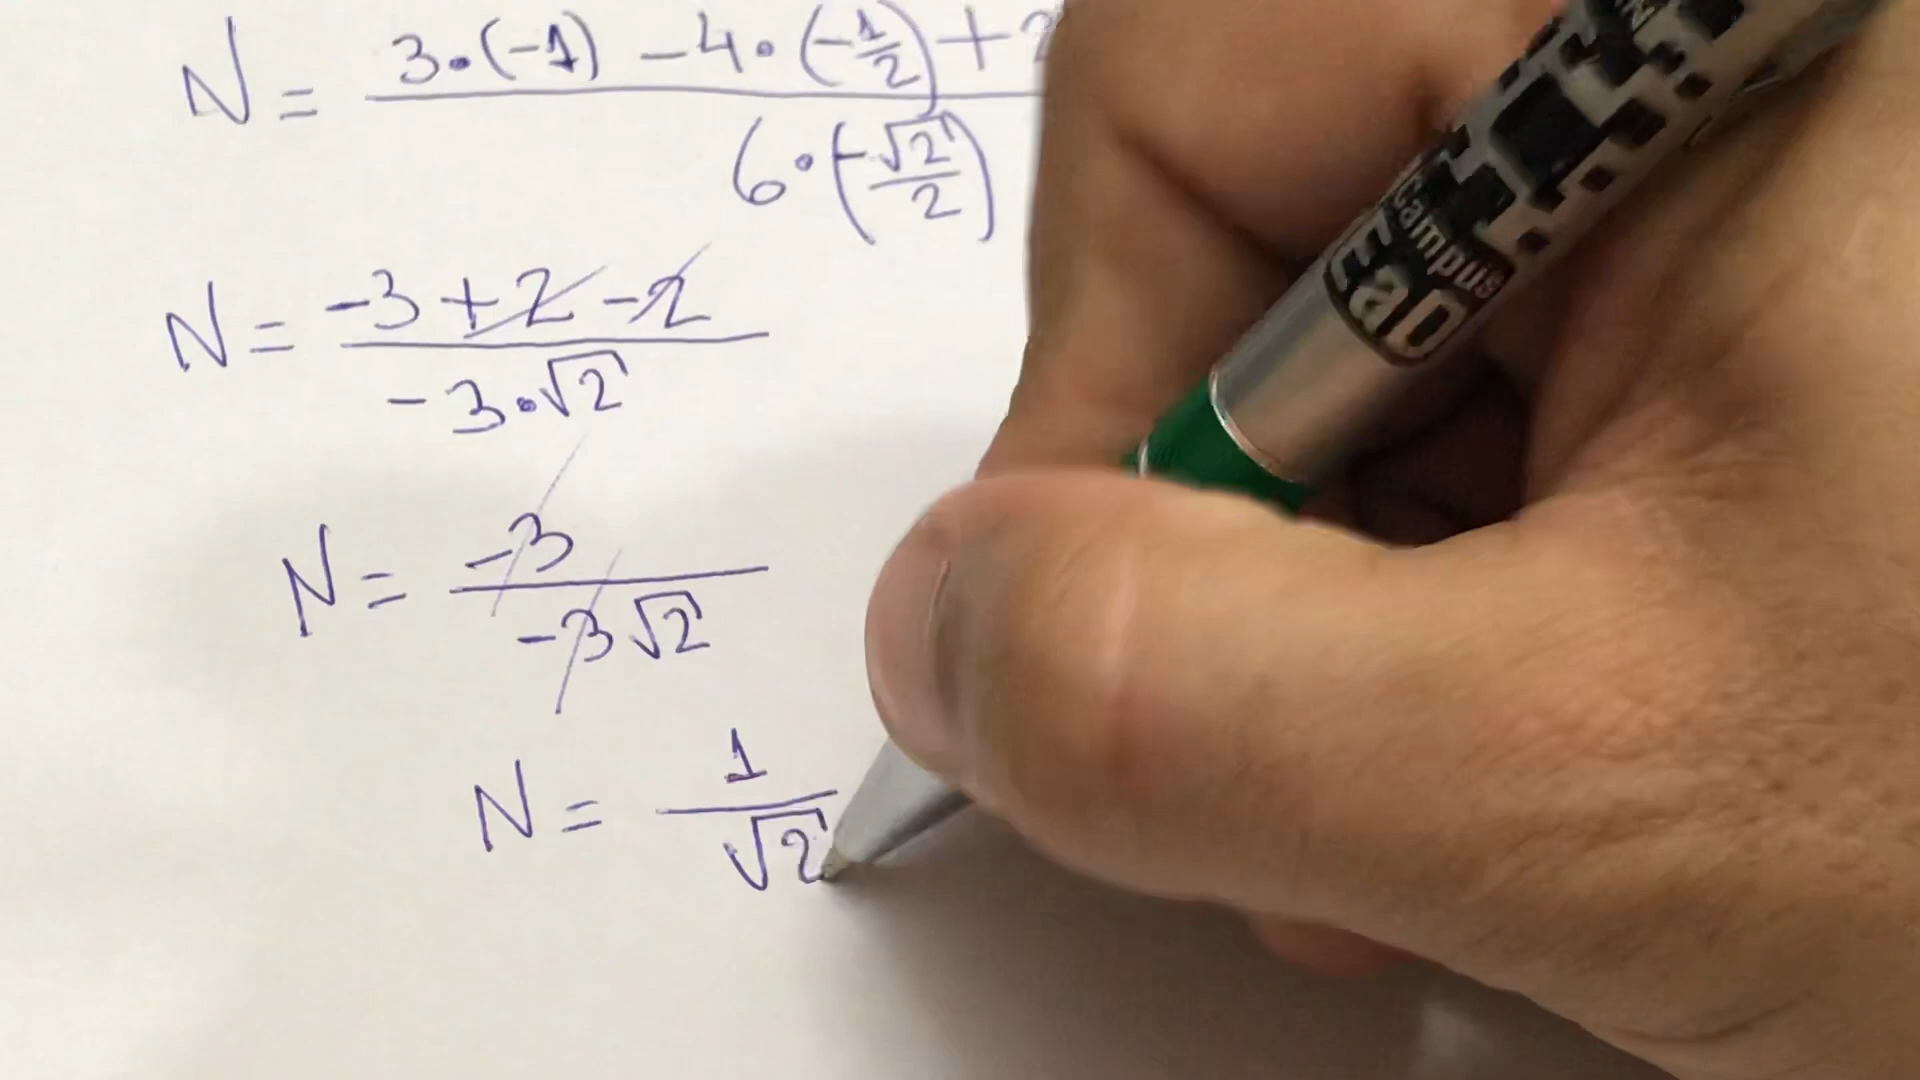 N = 3·(-1) -4·(-1/2) +
6·(-√2/2)
N = -3 +2 -2
-3·√2
N = -3
-3√2
N = 1
√2
Campus
EaD